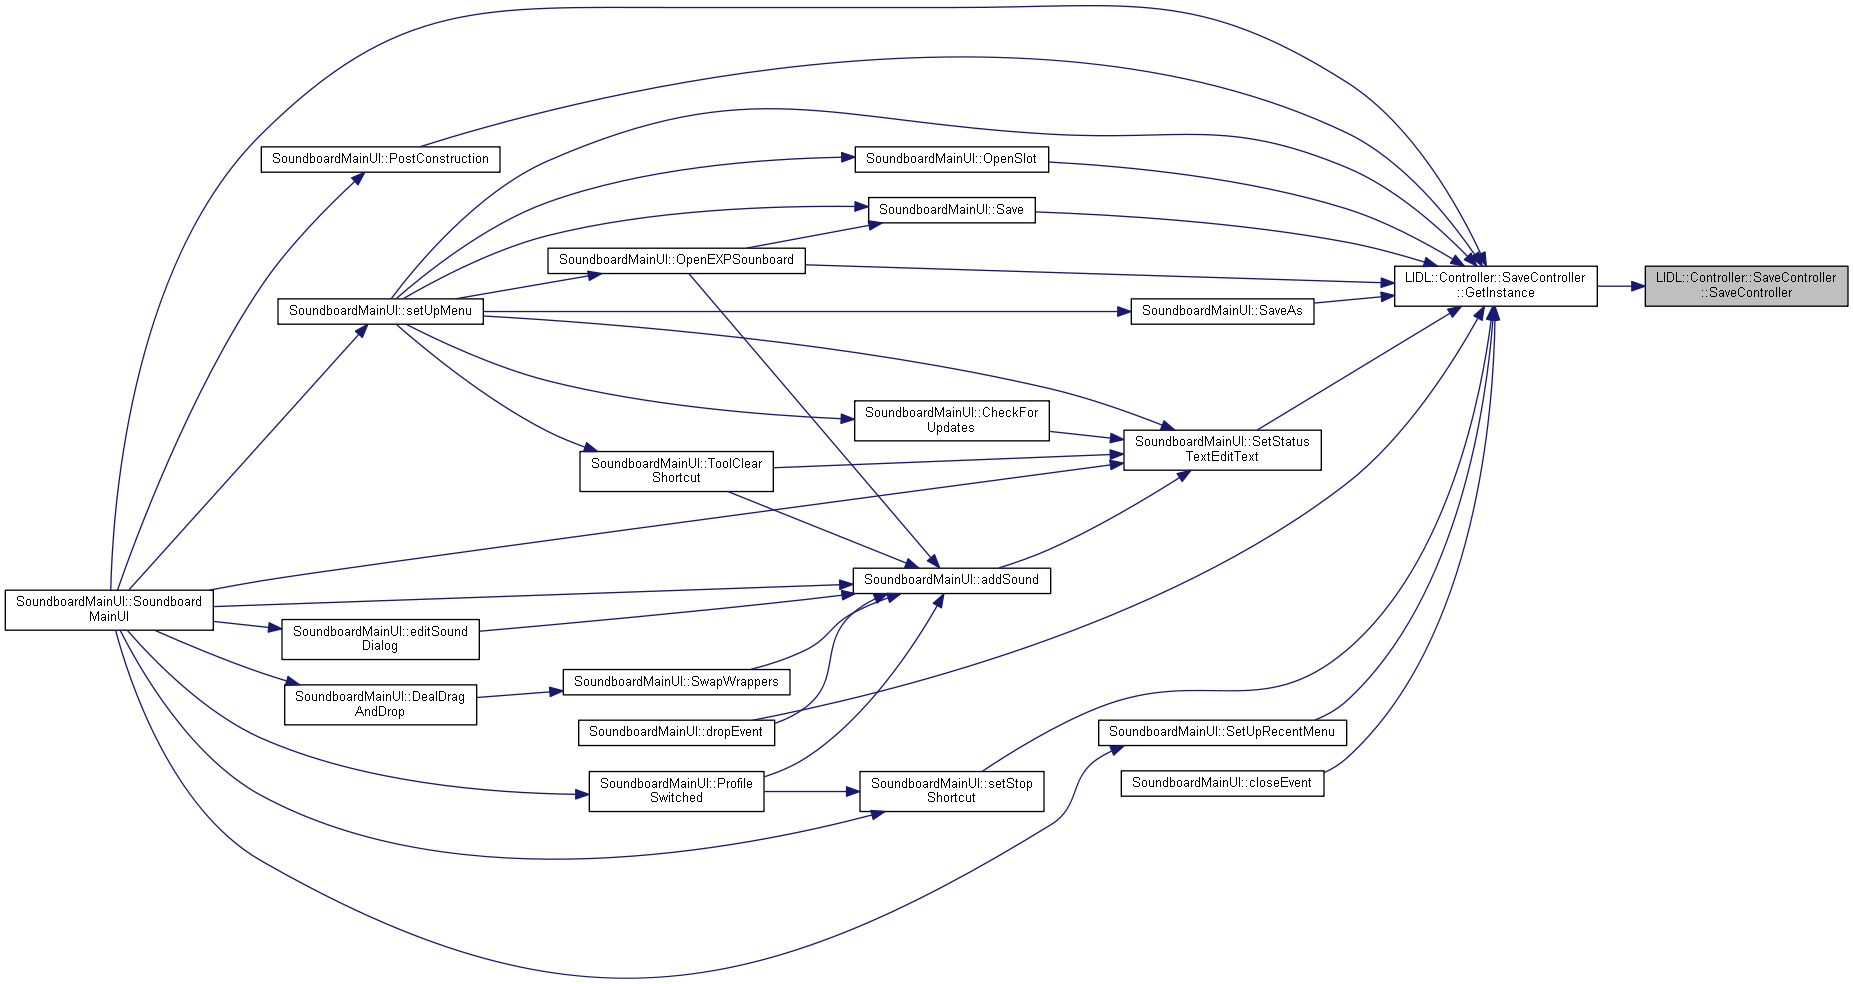 SoundboardMainUI::PostConstruction
SoundboardMainUI::OpenSlot
SoundboardMainUI::Save
SoundboardMainUI::OpenEXPSounboard
LIDL::Controller::SaveController
::GetInstance
LIDL::Controller::SaveController
::SaveController
SoundboardMainUI::setUpMenu
SoundboardMainUI::SaveAs
SoundboardMainUI::CheckFor
Updates
SoundboardMainUI::SetStatus
TextEditText
SoundboardMainUI::ToolClear
Shortcut
SoundboardMainUI::addSound
SoundboardMainUI::Soundboard
MainUI
SoundboardMainUI::editSound
Dialog
SoundboardMainUI::SwapWrappers
SoundboardMainUI::DealDrag
AndDrop
SoundboardMainUI::dropEvent
SoundboardMainUI::SetUpRecentMenu
SoundboardMainUI::Profile
Switched
SoundboardMainUI::setStop
Shortcut
SoundboardMainUI::closeEvent